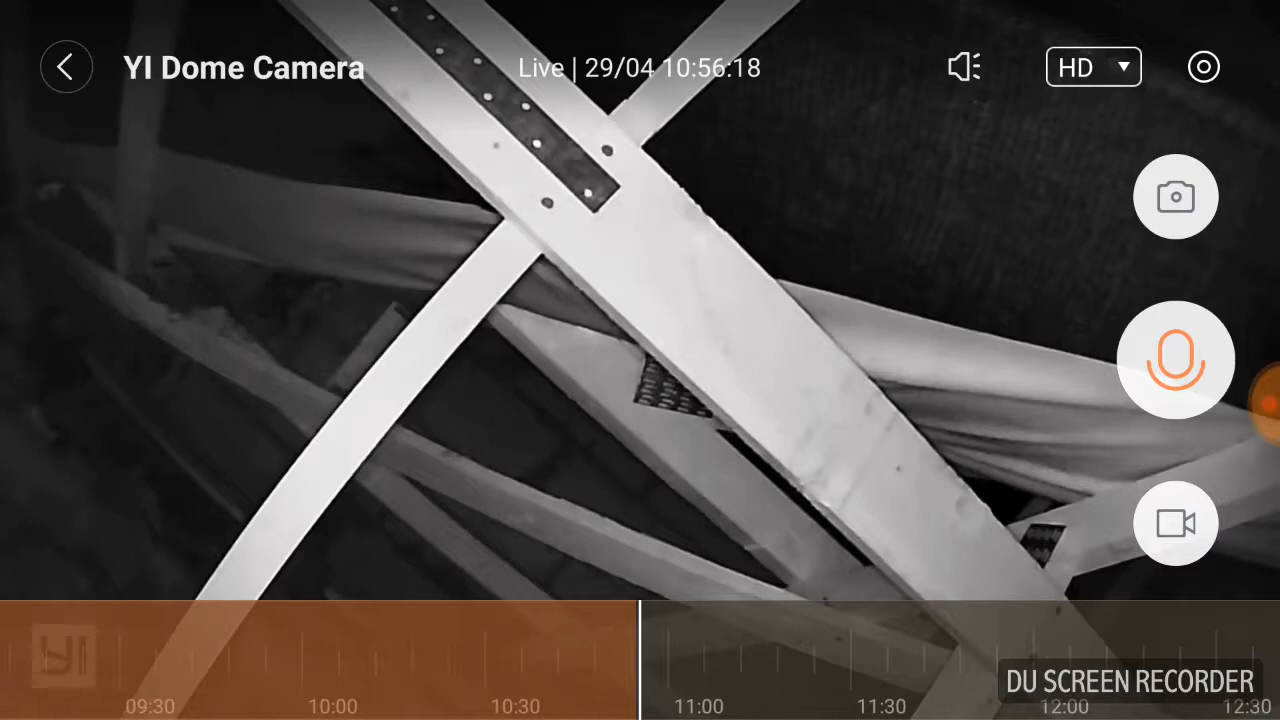 YI Dome Camera
Live | 29/04 10:56:18
HD
YI
09:30
10:00
10:30
11:00
11:30
12:00
12:30
DU SCREEN RECORDER